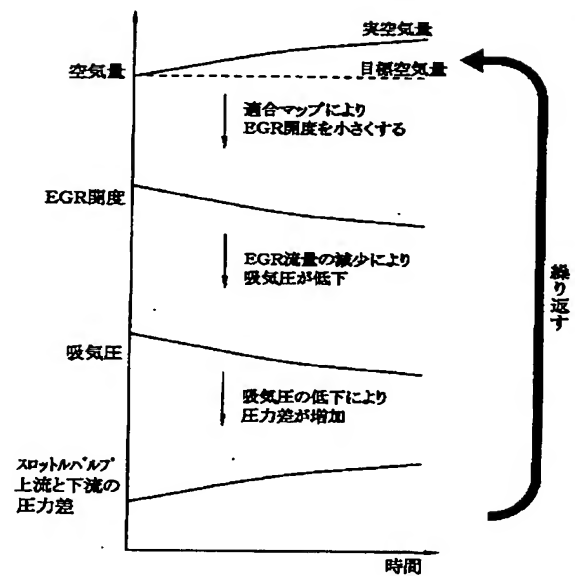 実空気量
空気量
目標空気量
適合マップにより
EGR開度を小さくする
EGR開度
EGR流量の減少により
吸気圧が低下
繰り返す
吸気圧
吸気圧の低下により
圧力差が増加
スロットルバルブ
上流と下流の
圧力差
時間